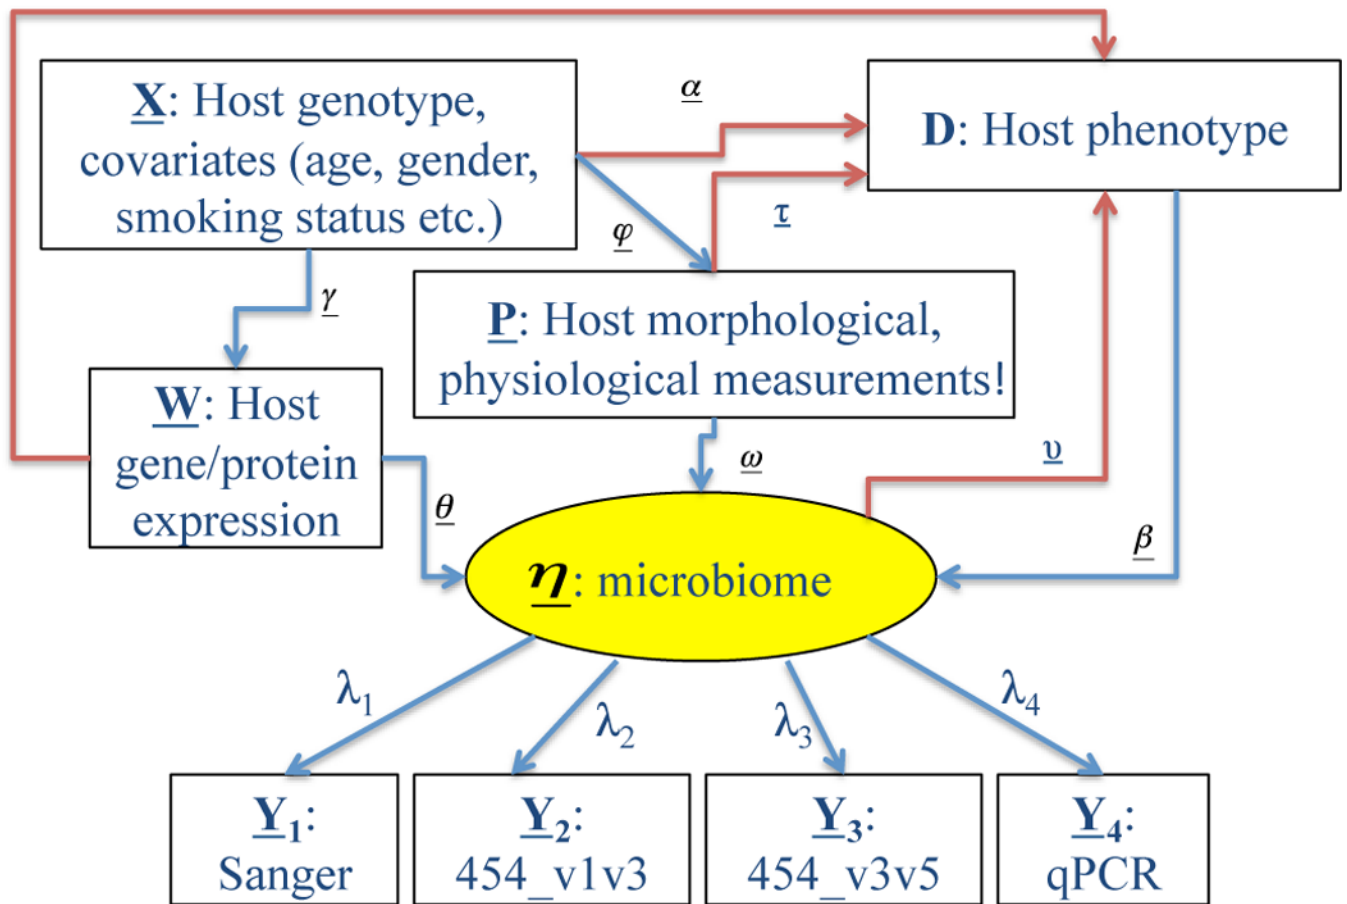 X: Host genotype,
covariates (age, gender,
smoking status etc.)
α
D: Host phenotype
τ
φ
γ
P: Host morphological,
physiological measurements!
W: Host
gene/protein
expression
ω
υ
θ
β
η: microbiome
λ1
λ2
λ3
λ4
Y1:
Sanger
Y2:
454_v1v3
Y3:
454_v3v5
Y4:
qPCR